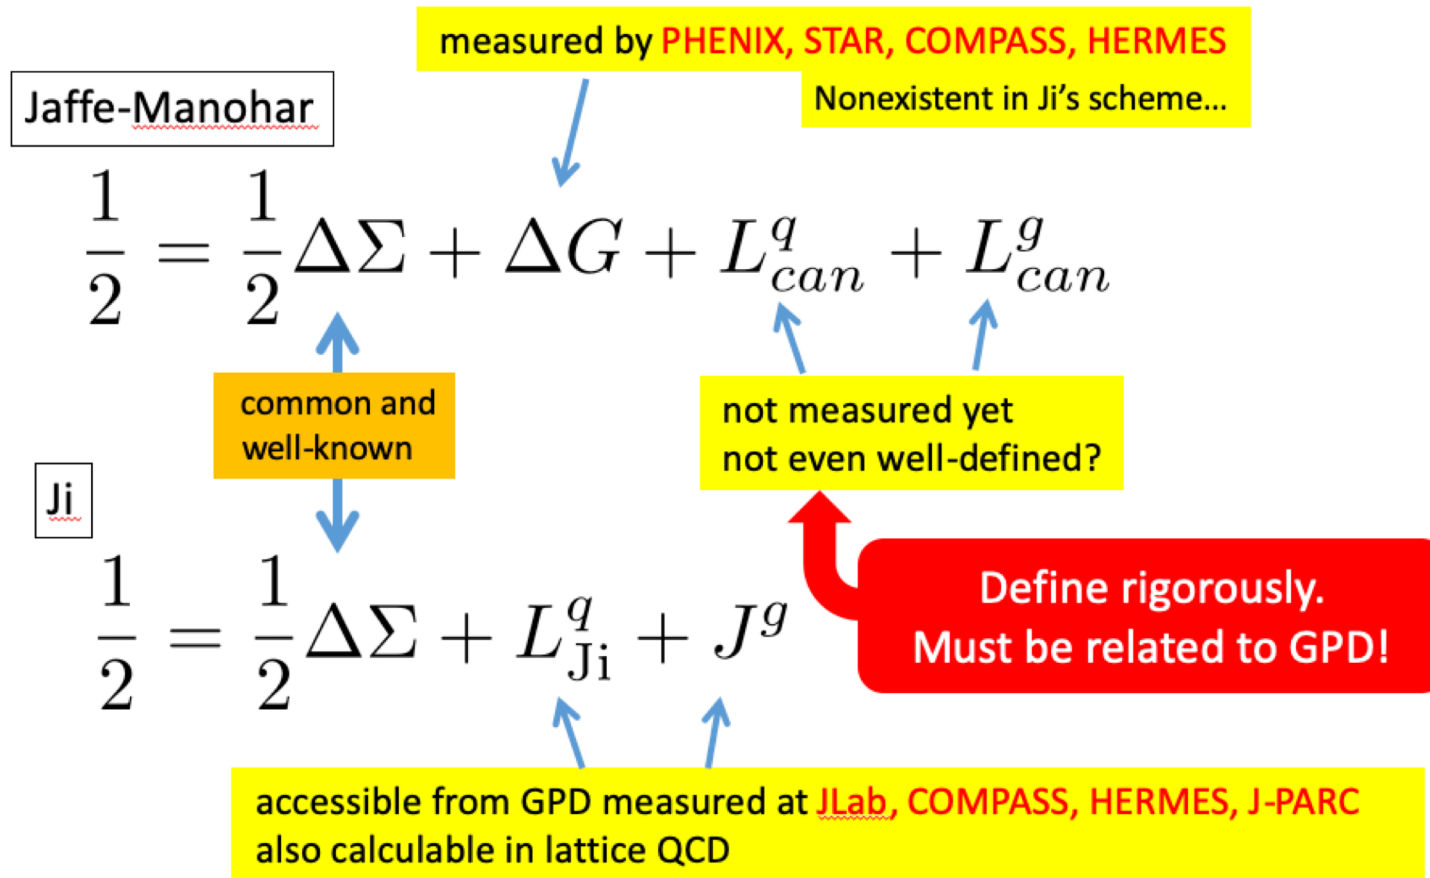 measured by PHENIX, STAR, COMPASS, HERMES
Nonexistent in Ji’s scheme…
Jaffe-Manohar
1/2 = 1/2 ΔΣ + ΔG + L^q_can + L^g_can
common and
well-known
not measured yet
not even well-defined?
Ji
Define rigorously.
Must be related to GPD!
1/2 = 1/2 ΔΣ + L^q_Ji + J^g
accessible from GPD measured at JLab, COMPASS, HERMES, J-PARC
also calculable in lattice QCD